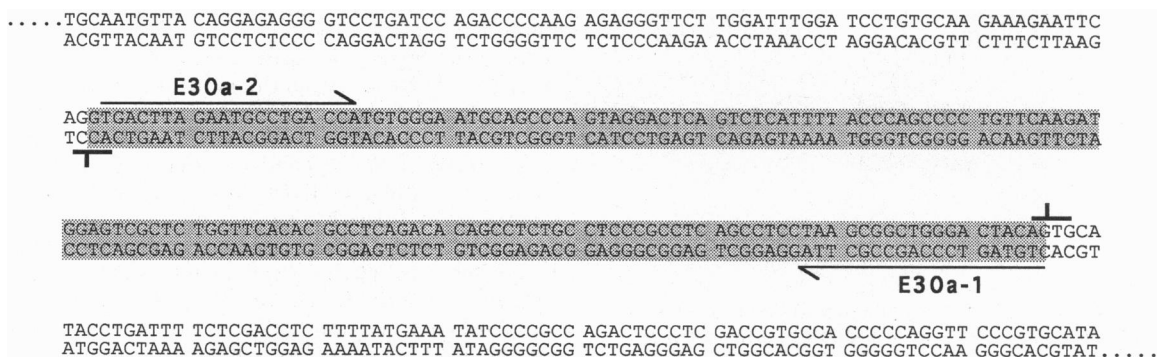 .....TGCAATGTTA CAGGAGAGGG GTCCTGATCC AGACCCCAAG AGAGGGTTCT TGGATTTGGA TCCTGTGCAA GAAAGAATTC
ACGTTACAAT GTCCTCTCCC CAGGACTAGG TCTGGGGTTC TCTCCCAAGA ACCTAAACCT AGGACACGTT CTTTCTTAAG
E30a-2
AGGTGACTTA GAATGCCTGA CCATGTGGGA ATGCAGCCCA GTAGGACTCA GTCTCATTTT ACCCAGCCCC TGTTCAAGAT
TCCACTGAAT CTTACGGACT GGTACACCCT TACGTCGGGT CATCCTGAGT CAGAGTAAAA TGGGTCGGGG ACAAGTTCTA
GGAGTCGCTC TGGTTCACAC GCCTCAGACA CAGCCTCTGC CCTCCCGCCTC AGCCTCCTAA GCGGCTGGGA CTACAGTGCA
CCTCAGCGAG ACCAAGTGTG CGGAGTCTCT GTCGGAGACG GAGGGCGGAG TCGGAGGATT CGCCGACCCT GATGTCACGT
E30a-1
TACCTGATTT TCTCGACCTC TTTTATGAAA TATCCCCGCC AGACTCCCTC GACCGTGCCA CCCCCAGGTT CCCGTGCATA
ATGGACTAAA AGAGCTGGAG AAAATACTTT ATAGGGGCGG TCTGAGGGAG CTGGCACGGT GGGGGTCCAA GGGCACGTAT.....